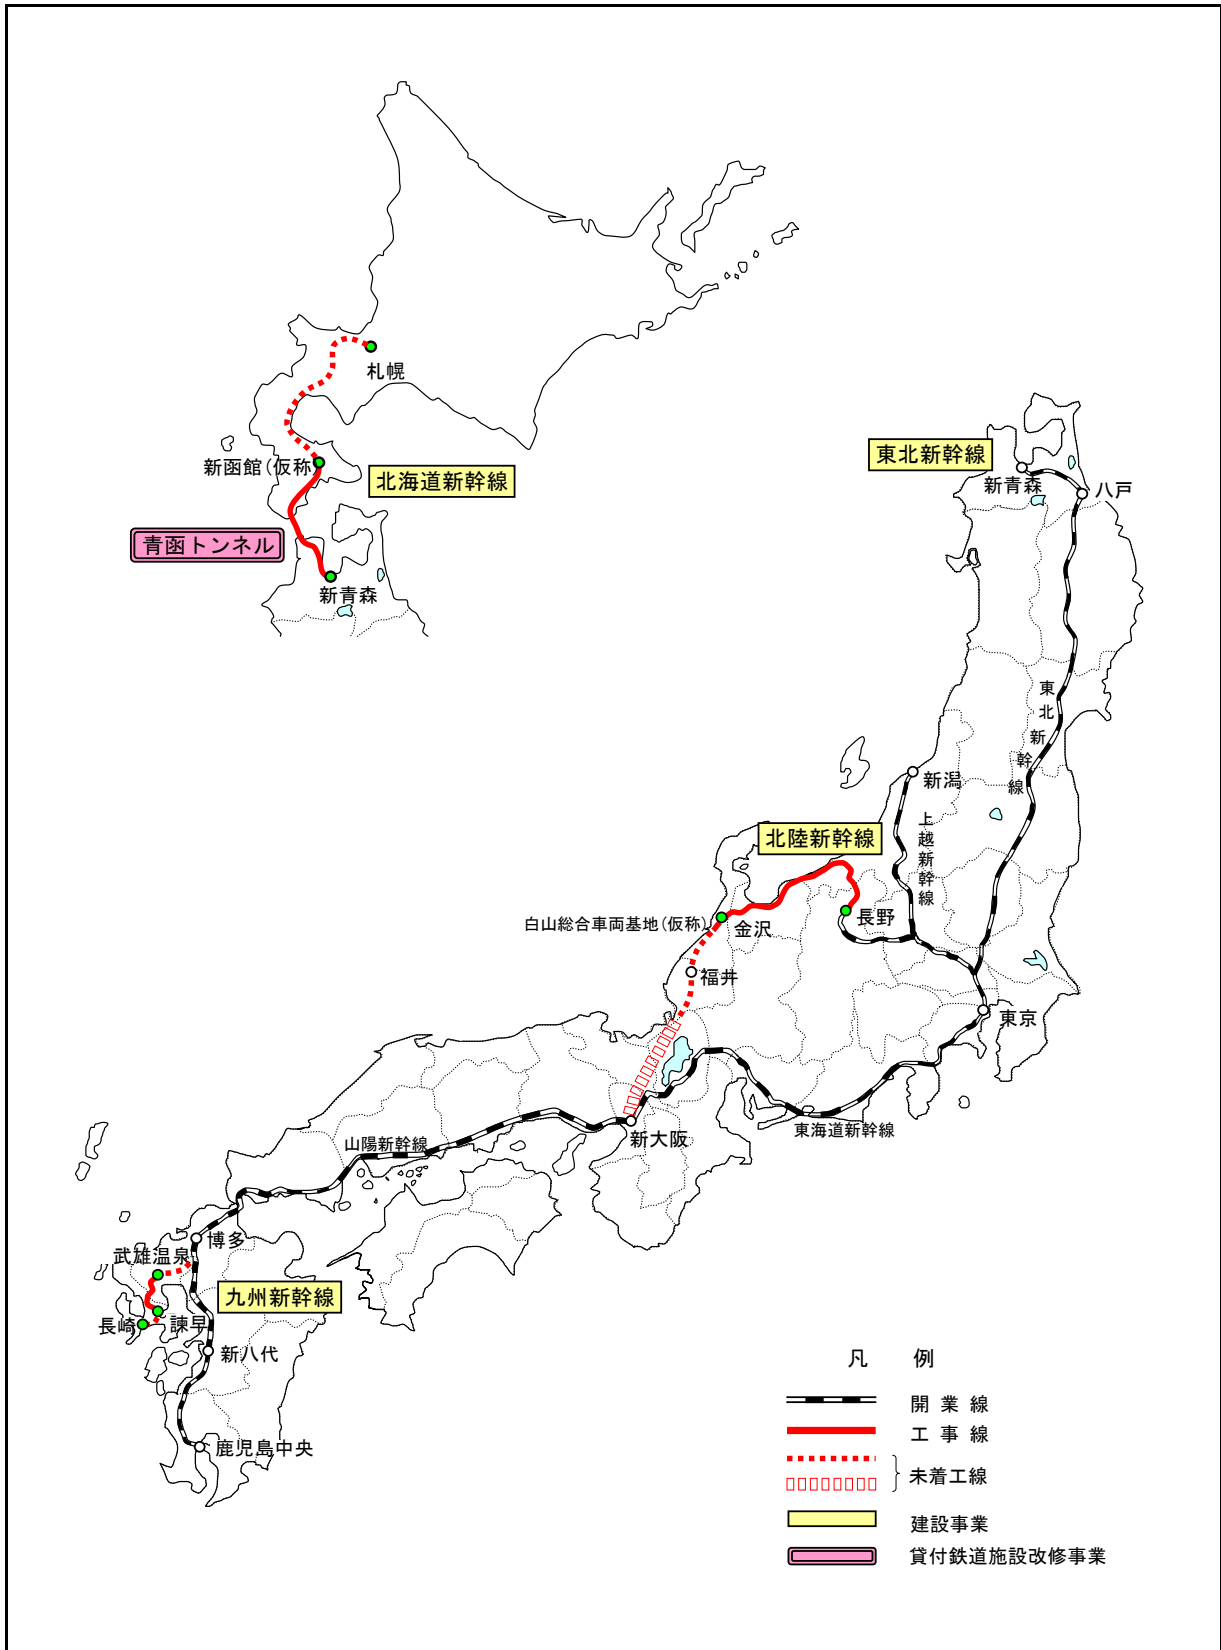 札幌
新函館(仮称)
北海道新幹線
青函トンネル
新青森
東北新幹線
新青森
八戸
東北新幹線
新潟
上越新幹線
北陸新幹線
長野
白山総合車両基地(仮称)
金沢
福井
東京
東海道新幹線
新大阪
山陽新幹線
博多
武雄温泉
九州新幹線
長崎
諫早
新八代
鹿児島中央
凡 例
開 業 線
工 事 線
未着工線
建設事業
貸付鉄道施設改修事業